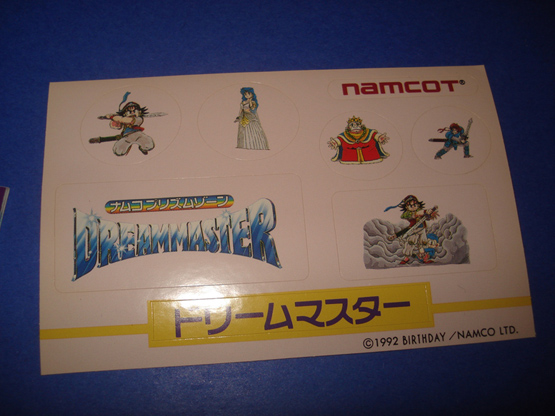 namcoT
ナムコプリズムゾーン
DREAMMASTER
ドリームマスター
©1992 BIRTHDAY / NAMCO LTD.